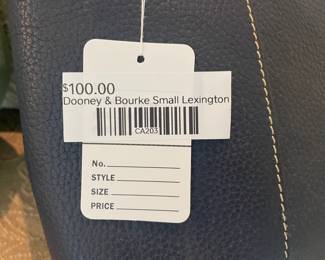 $100.00
Dooney & Bourke Small Lexington
CA203
No.
STYLE
SIZE
PRICE